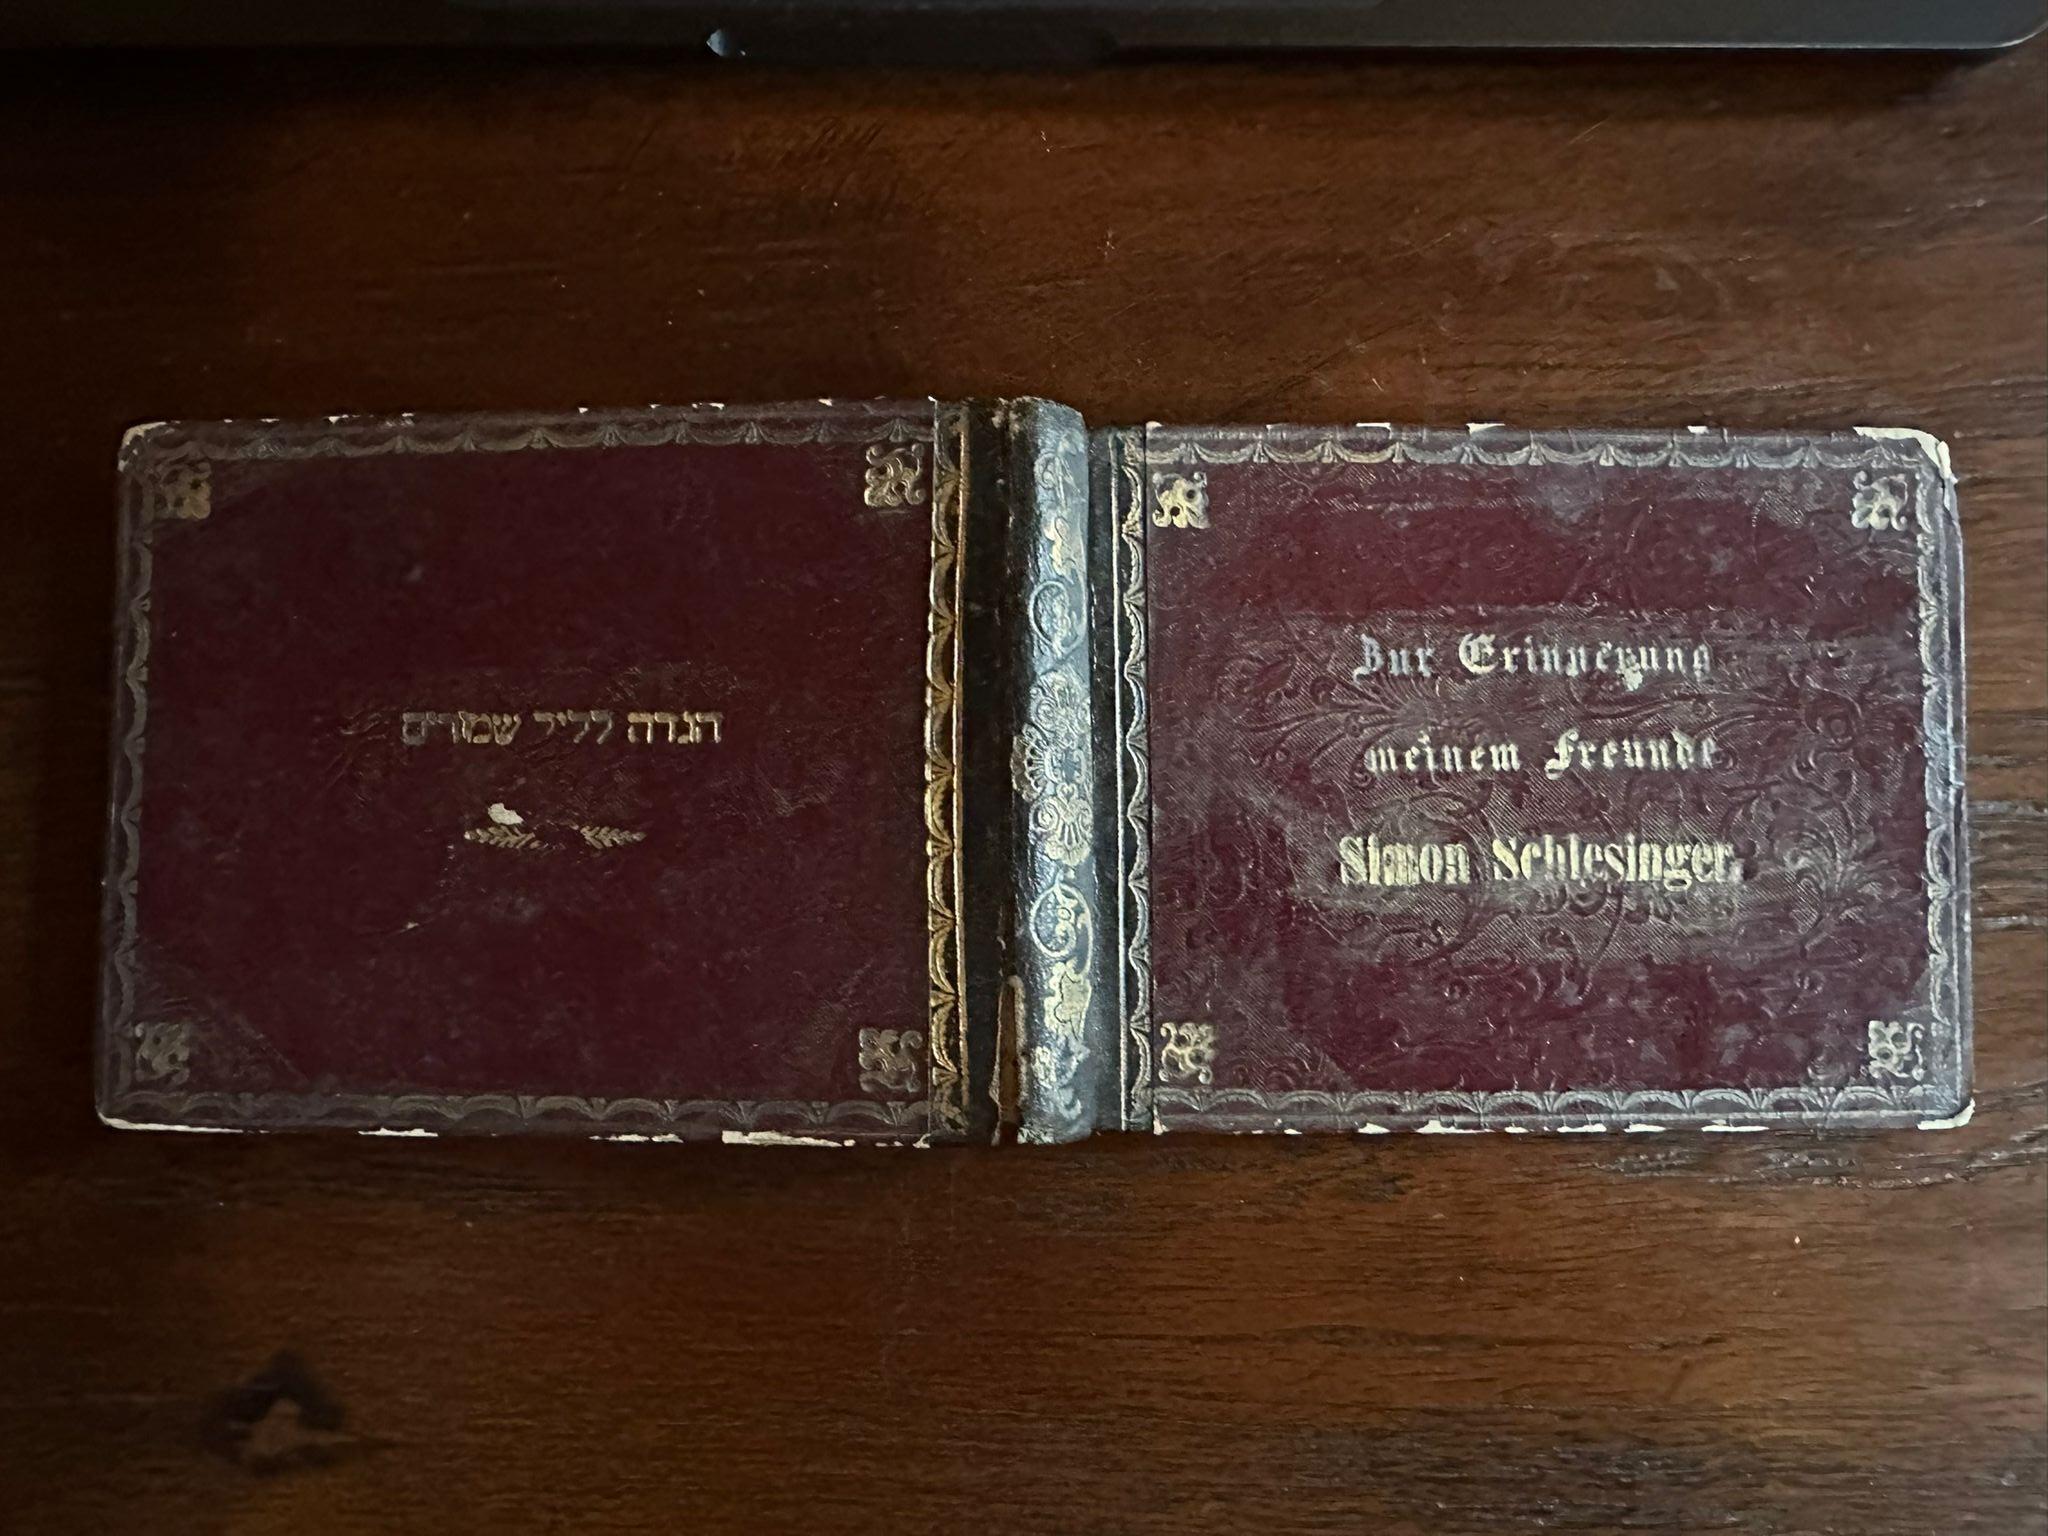 הגדה לליל שמורים
Zur Erinnerung
meinem Freunde
Simon Schlesinger.